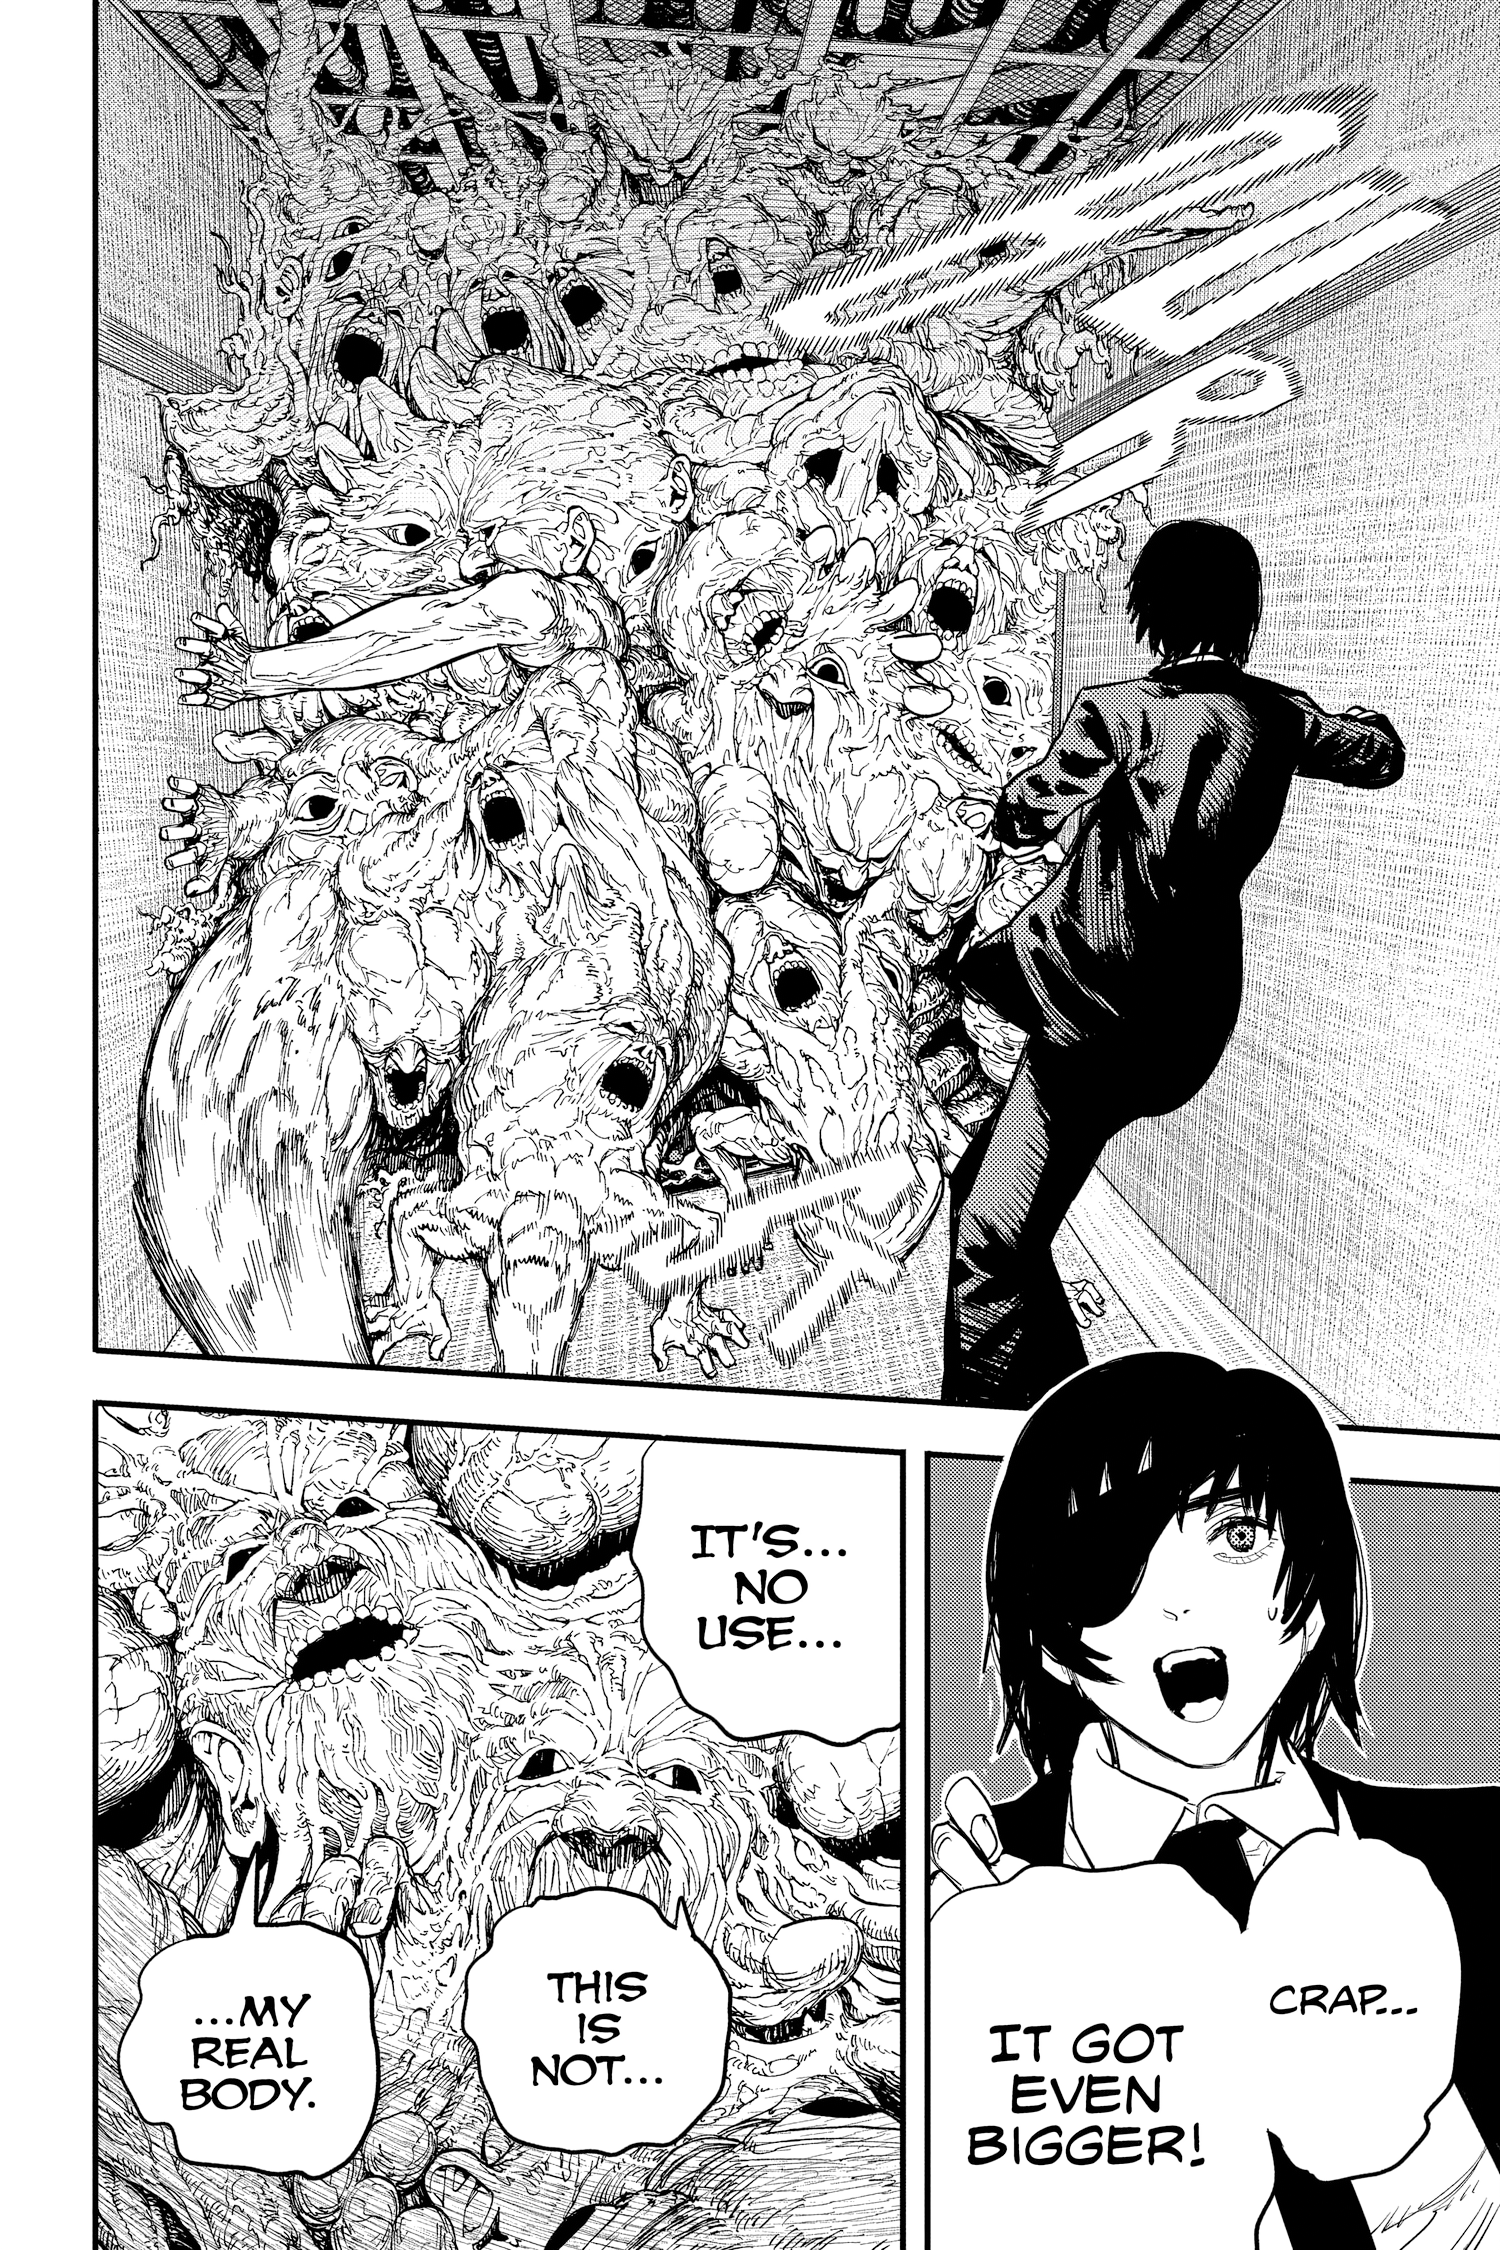 CRAP...
IT GOT
EVEN
BIGGER!
IT'S...
NO
USE...
THIS
IS
NOT...
...MY
REAL
BODY.